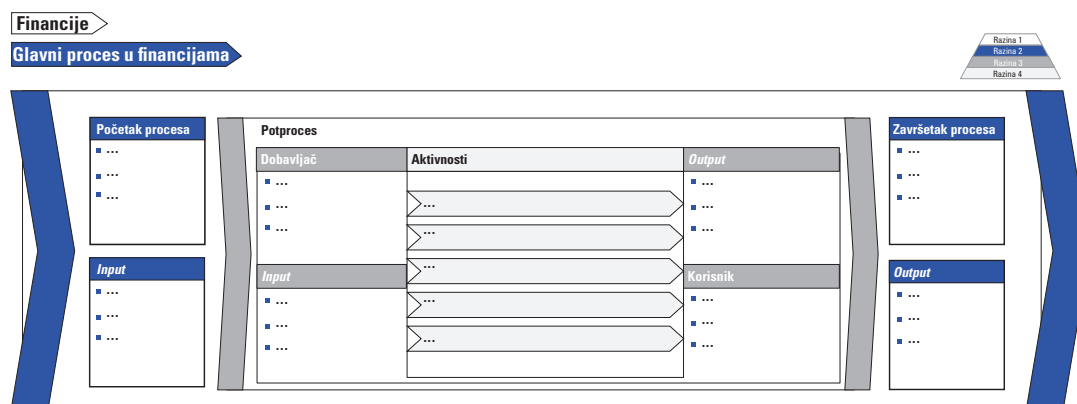 Financije
Glavni proces u financijama
Razina 1
Razina 2
Razina 3
Razina 4
Početak procesa
...
...
...
Input
...
...
...
Potproces
Dobavljač
...
...
...
Input
...
...
...
Aktivnosti
...
...
...
...
...
Output
...
...
...
Korisnik
...
...
...
Završetak procesa
...
...
...
Output
...
...
...